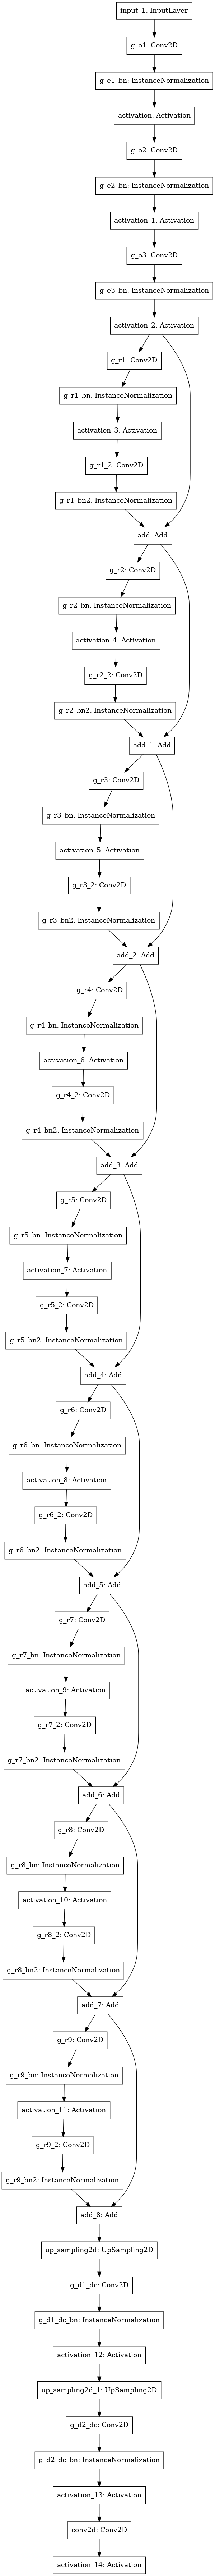 input_1: InputLayer
g_e1: Conv2D
g_e1_bn: InstanceNormalization
activation: Activation
g_e2: Conv2D
g_e2_bn: InstanceNormalization
activation_1: Activation
g_e3: Conv2D
g_e3_bn: InstanceNormalization
activation_2: Activation
g_r1: Conv2D
g_r1_bn: InstanceNormalization
activation_3: Activation
g_r1_2: Conv2D
g_r1_bn2: InstanceNormalization
add: Add
g_r2: Conv2D
g_r2_bn: InstanceNormalization
activation_4: Activation
g_r2_2: Conv2D
g_r2_bn2: InstanceNormalization
add_1: Add
g_r3: Conv2D
g_r3_bn: InstanceNormalization
activation_5: Activation
g_r3_2: Conv2D
g_r3_bn2: InstanceNormalization
add_2: Add
g_r4: Conv2D
g_r4_bn: InstanceNormalization
activation_6: Activation
g_r4_2: Conv2D
g_r4_bn2: InstanceNormalization
add_3: Add
g_r5: Conv2D
g_r5_bn: InstanceNormalization
activation_7: Activation
g_r5_2: Conv2D
g_r5_bn2: InstanceNormalization
add_4: Add
g_r6: Conv2D
g_r6_bn: InstanceNormalization
activation_8: Activation
g_r6_2: Conv2D
g_r6_bn2: InstanceNormalization
add_5: Add
g_r7: Conv2D
g_r7_bn: InstanceNormalization
activation_9: Activation
g_r7_2: Conv2D
g_r7_bn2: InstanceNormalization
add_6: Add
g_r8: Conv2D
g_r8_bn: InstanceNormalization
activation_10: Activation
g_r8_2: Conv2D
g_r8_bn2: InstanceNormalization
add_7: Add
g_r9: Conv2D
g_r9_bn: InstanceNormalization
activation_11: Activation
g_r9_2: Conv2D
g_r9_bn2: InstanceNormalization
add_8: Add
up_sampling2d: UpSampling2D
g_d1_dc: Conv2D
g_d1_dc_bn: InstanceNormalization
activation_12: Activation
up_sampling2d_1: UpSampling2D
g_d2_dc: Conv2D
g_d2_dc_bn: InstanceNormalization
activation_13: Activation
conv2d: Conv2D
activation_14: Activation